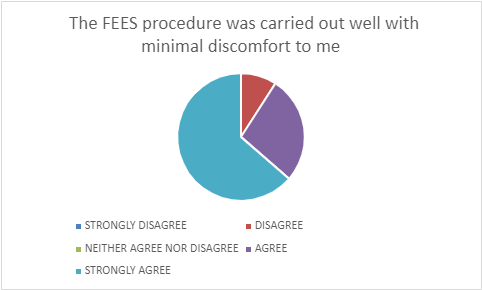 The FEES procedure was carried out well with
minimal discomfort to me
STRONGLY DISAGREE
DISAGREE
NEITHER AGREE NOR DISAGREE
AGREE
STRONGLY AGREE